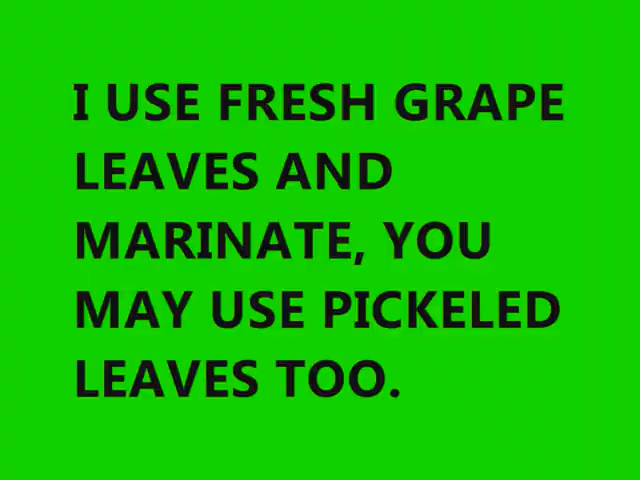 I USE FRESH GRAPE
LEAVES AND
MARINATE, YOU
MAY USE PICKELED
LEAVES TOO.